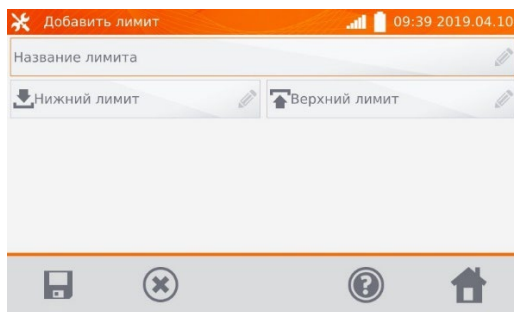 Добавить лимит 09:39 2019.04.10
Название лимита
Нижний лимит Верхний лимит